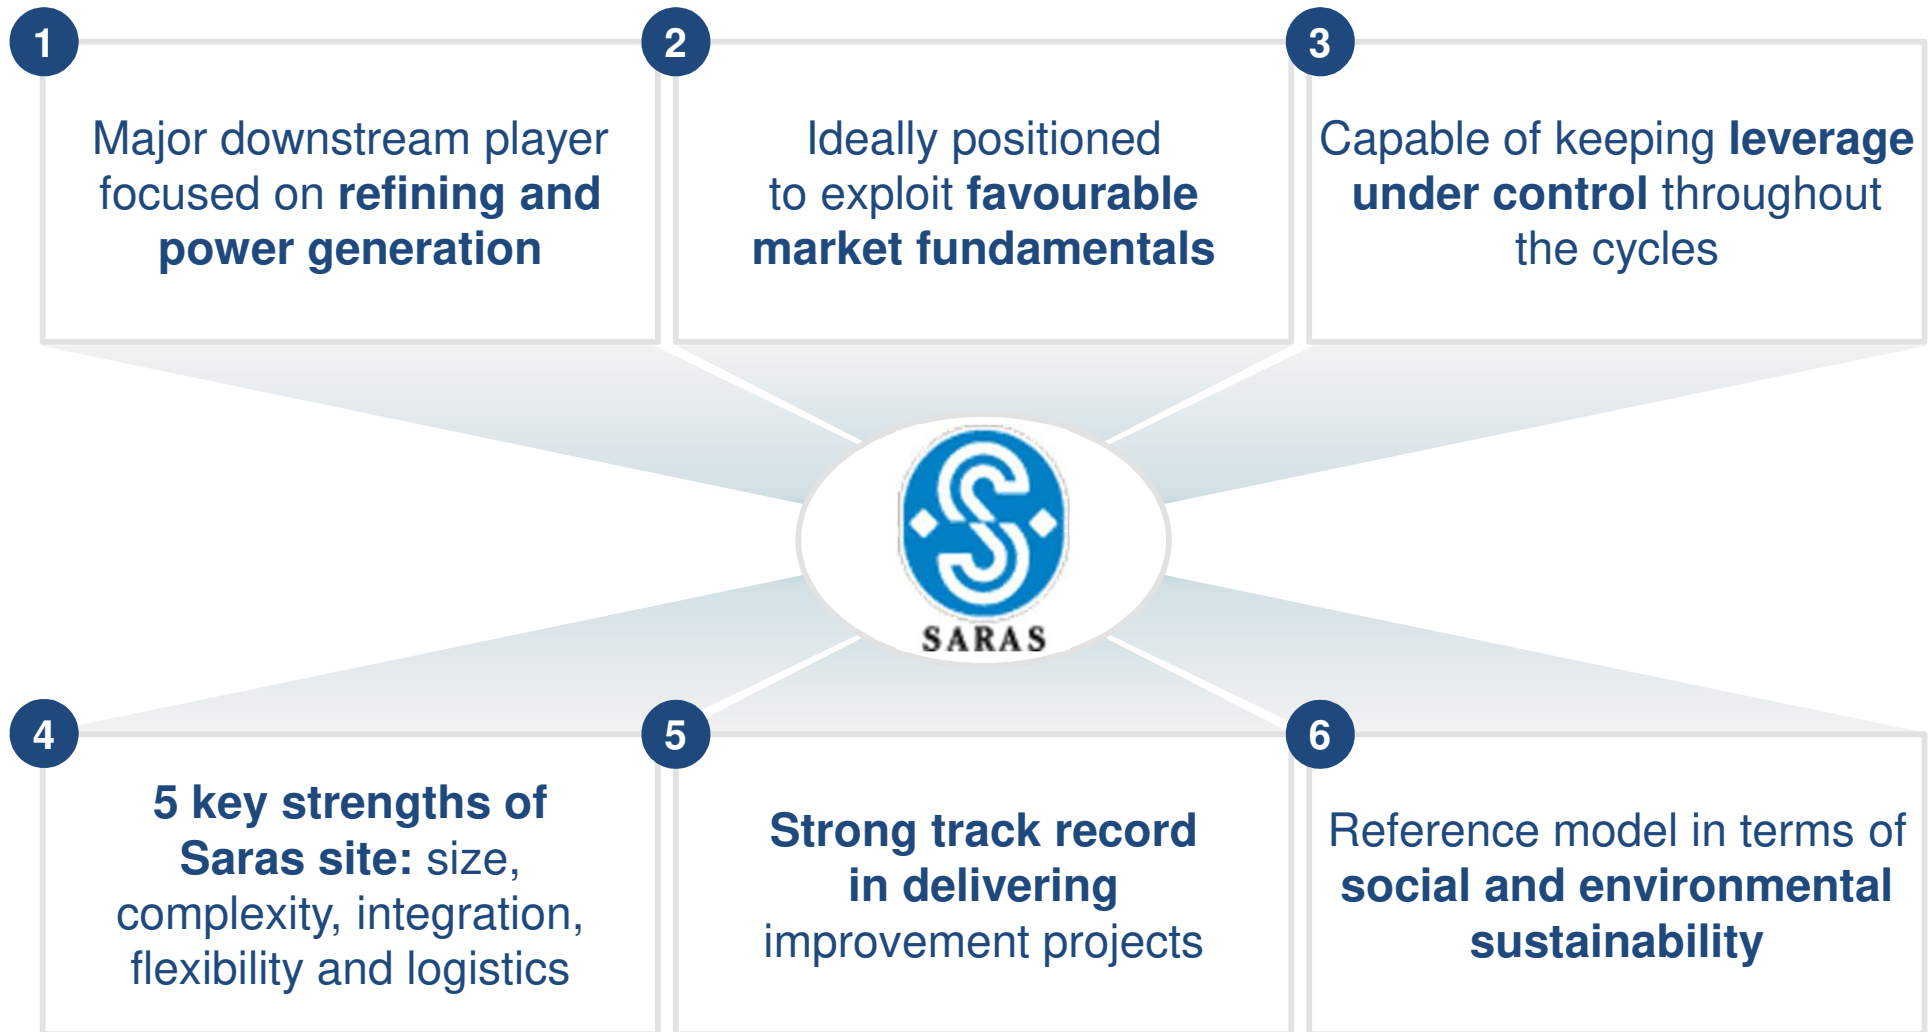 1
Major downstream player
focused on refining and
power generation
2
Ideally positioned
to exploit favourable
market fundamentals
3
Capable of keeping leverage
under control throughout
the cycles
SARAS
4
5 key strengths of
Saras site: size,
complexity, integration,
flexibility and logistics
5
Strong track record
in delivering
improvement projects
6
Reference model in terms of
social and environmental
sustainability